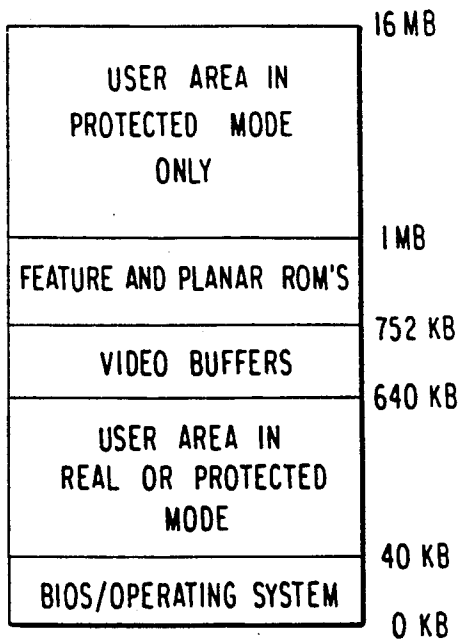 16 MB
USER AREA IN
PROTECTED MODE
ONLY
1 MB
FEATURE AND PLANAR ROM'S
752 KB
VIDEO BUFFERS
640 KB
USER AREA IN
REAL OR PROTECTED
MODE
40 KB
BIOS/OPERATING SYSTEM
0 KB